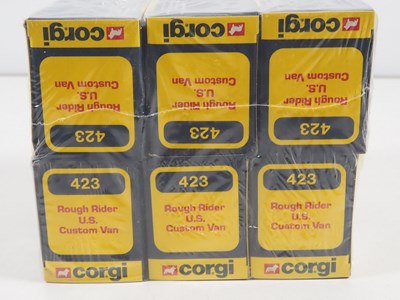 corgi
corgi
corgi
Rough Rider
U.S.
Custom Van
423
Rough Rider
U.S.
Custom Van
423
Rough Rider
U.S.
Custom Van
423
423
Rough Rider
U.S.
Custom Van
corgi
423
Rough Rider
U.S.
Custom Van
corgi
423
Rough Rider
U.S.
Custom Van
corgi